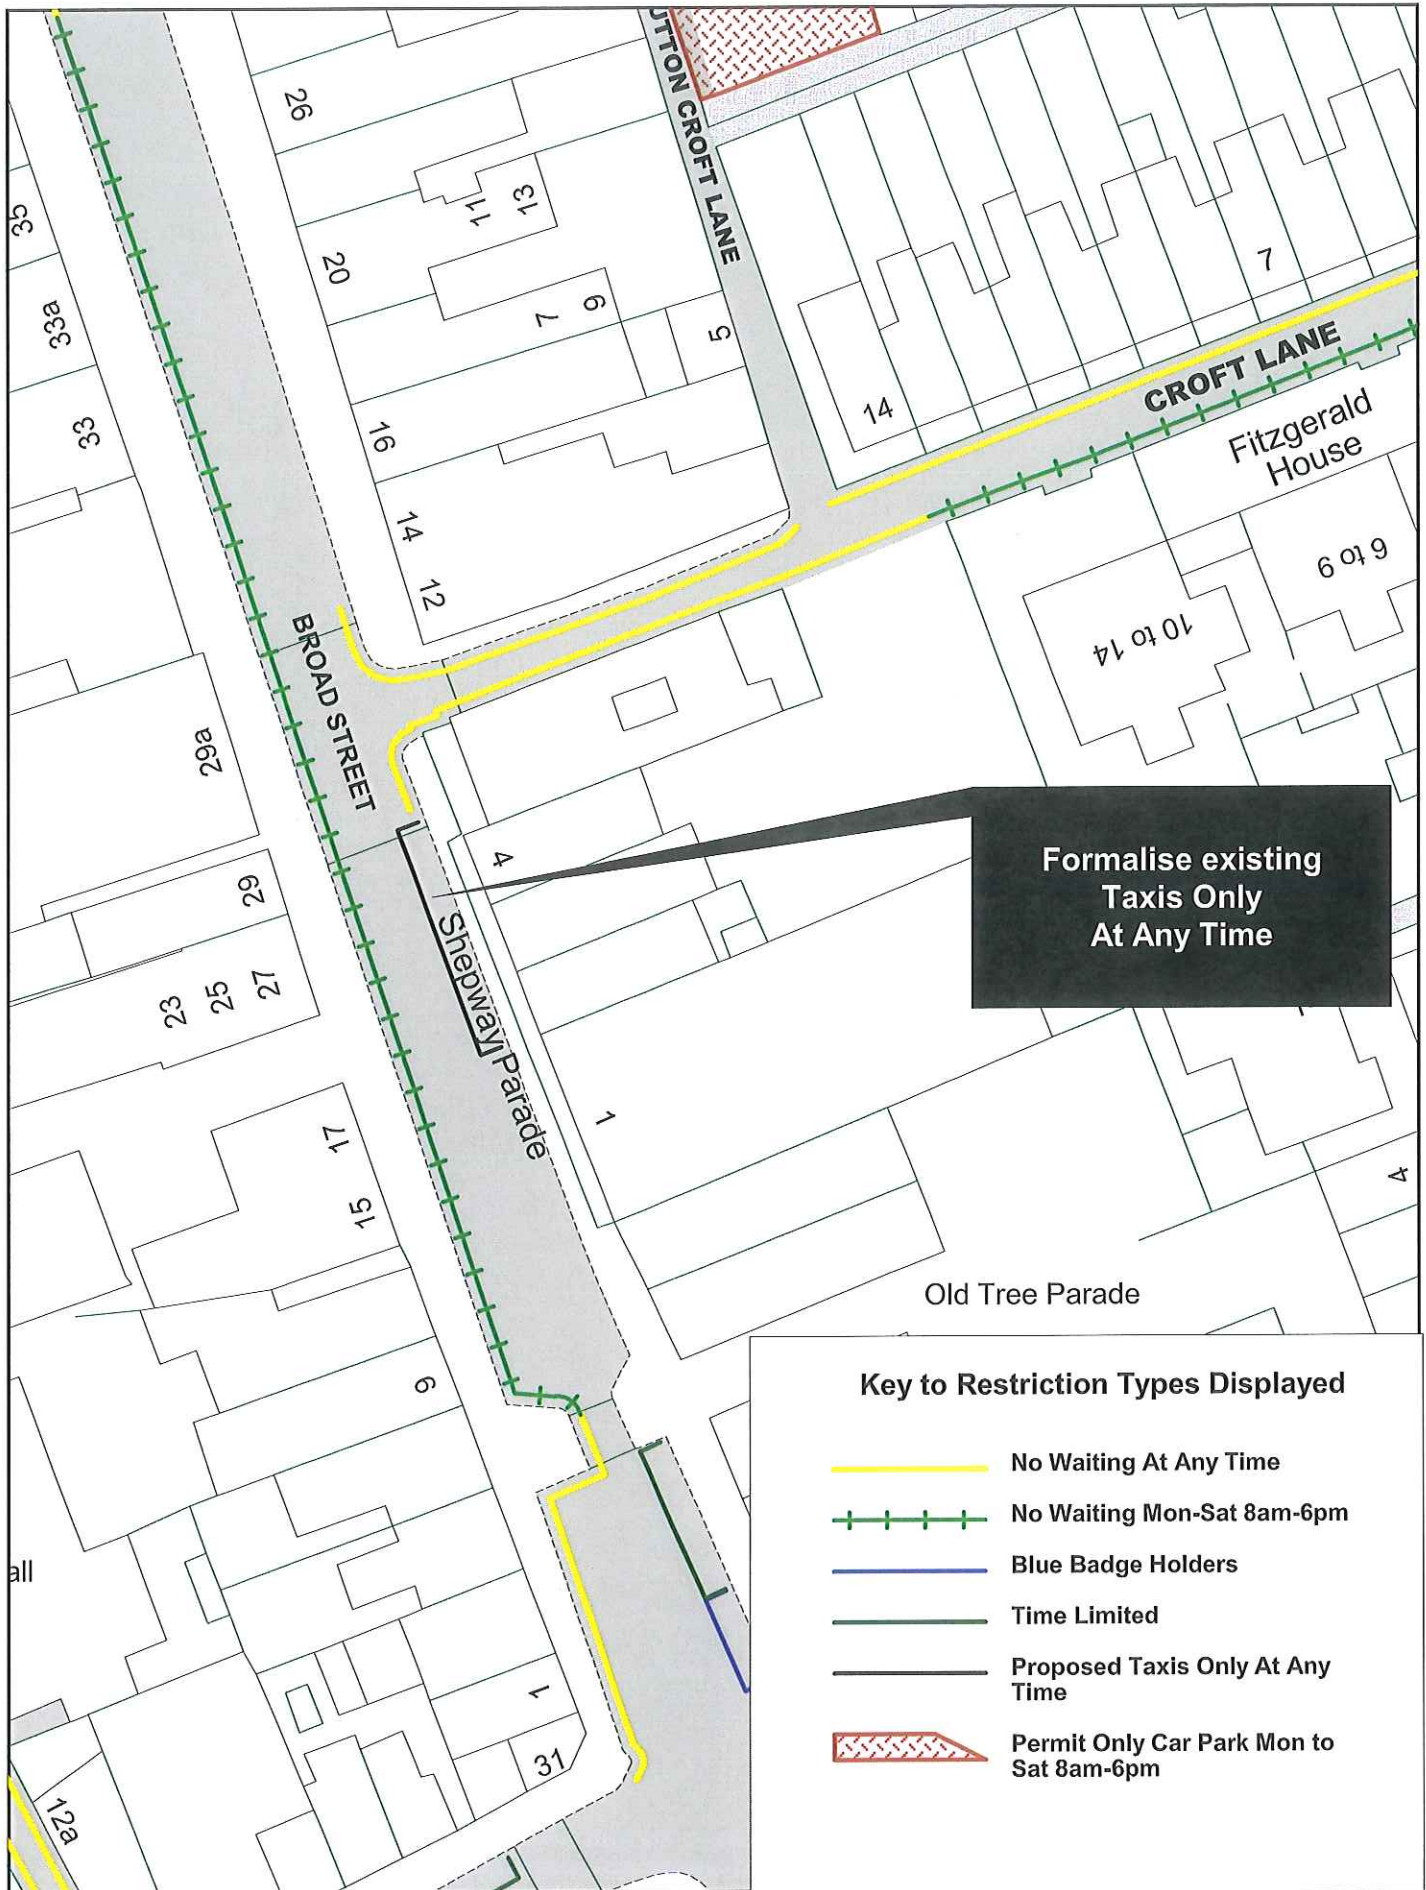 UTTON CROFT LANE
26
13
11
35
20
7
33a
9
7
5
CROFT LANE
14
Fitzgerald
House
33
16
14
6 to 9
12
10 to 14
BROAD STREET
29a
4
Formalise existing
Taxis Only
At Any Time
29
27
25
23
Shepway Parade
1
17
15
4
Old Tree Parade
9
all
1
31
12a
Key to Restriction Types Displayed
No Waiting At Any Time
No Waiting Mon-Sat 8am-6pm
Blue Badge Holders
Time Limited
Proposed Taxis Only At Any
Time
Permit Only Car Park Mon to
Sat 8am-6pm